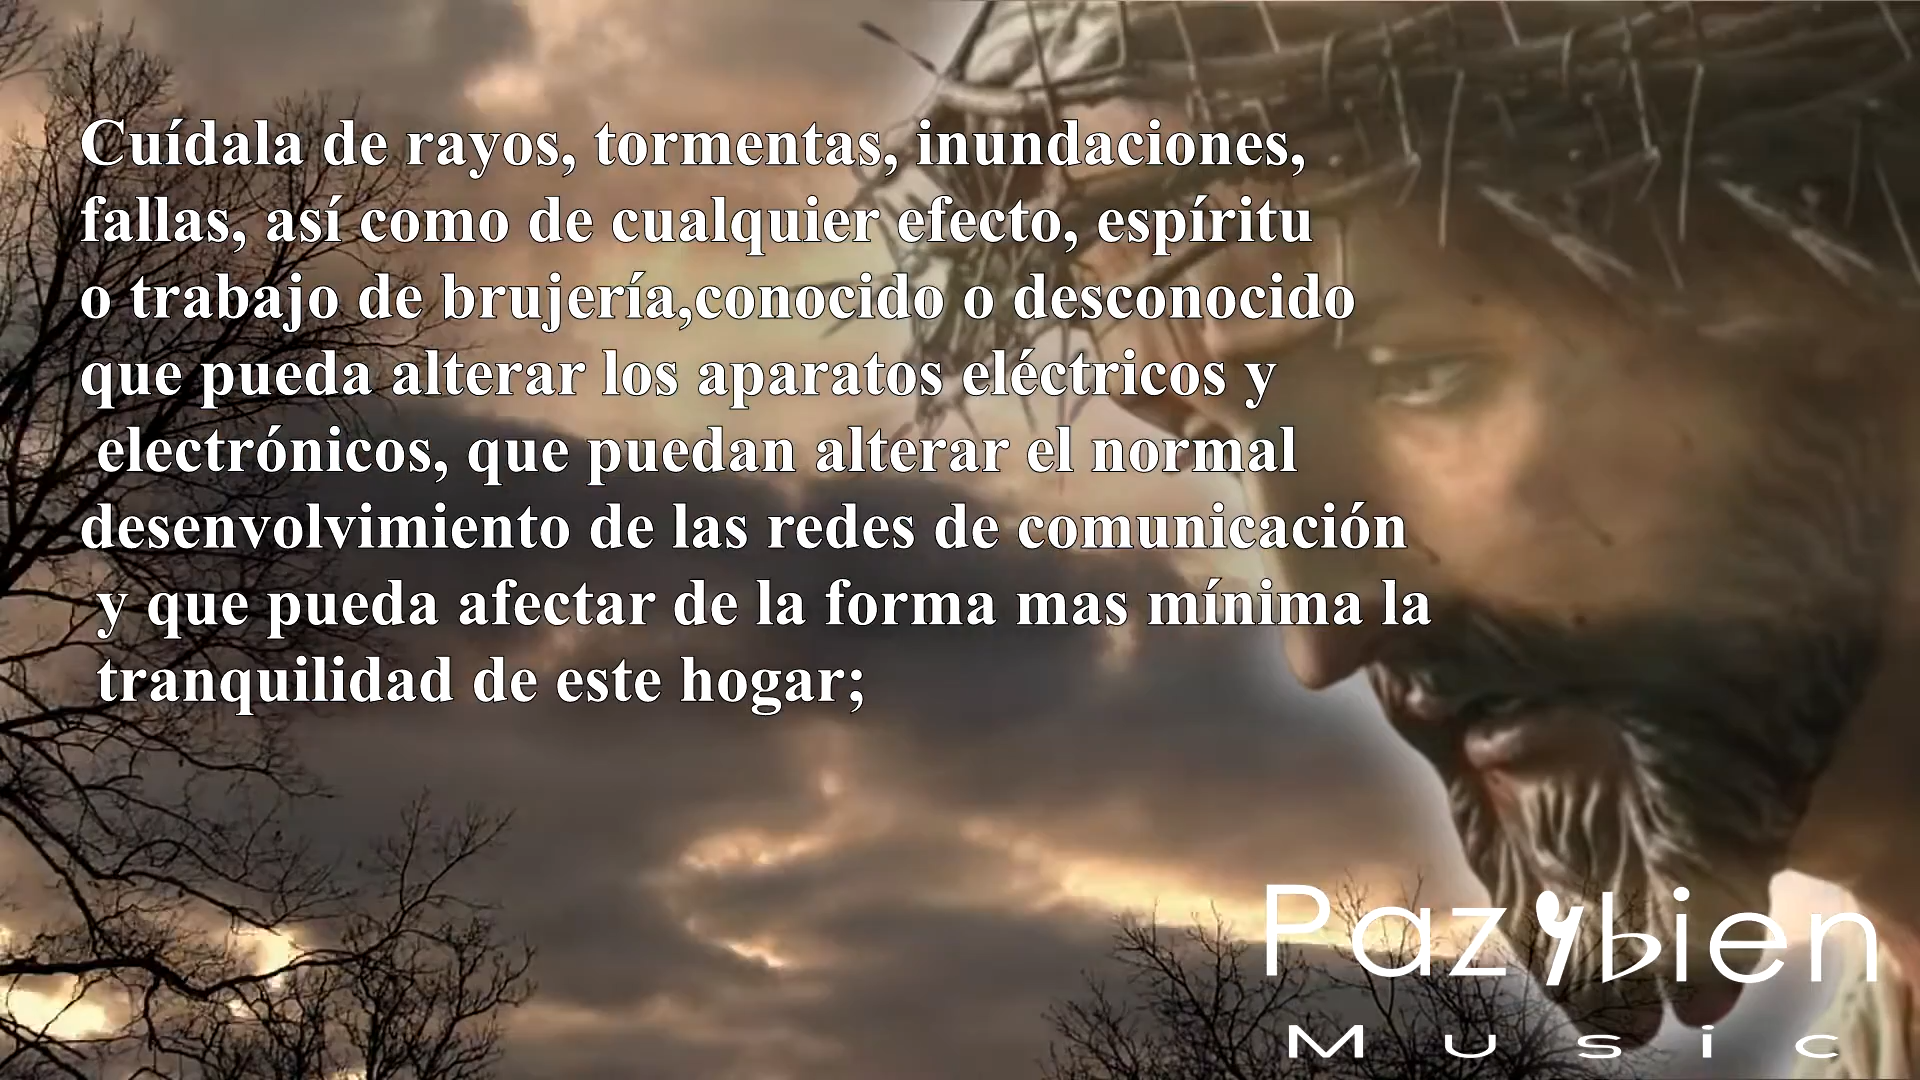 Cuídala de rayos, tormentas, inundaciones,
fallas, así como de cualquier efecto, espíritu
o trabajo de brujería,conocido o desconocido
que pueda alterar los aparatos eléctricos y
electrónicos, que puedan alterar el normal
desenvolvimiento de las redes de comunicación
y que pueda afectar de la forma mas mínima la
tranquilidad de este hogar;
Pazybien
Music